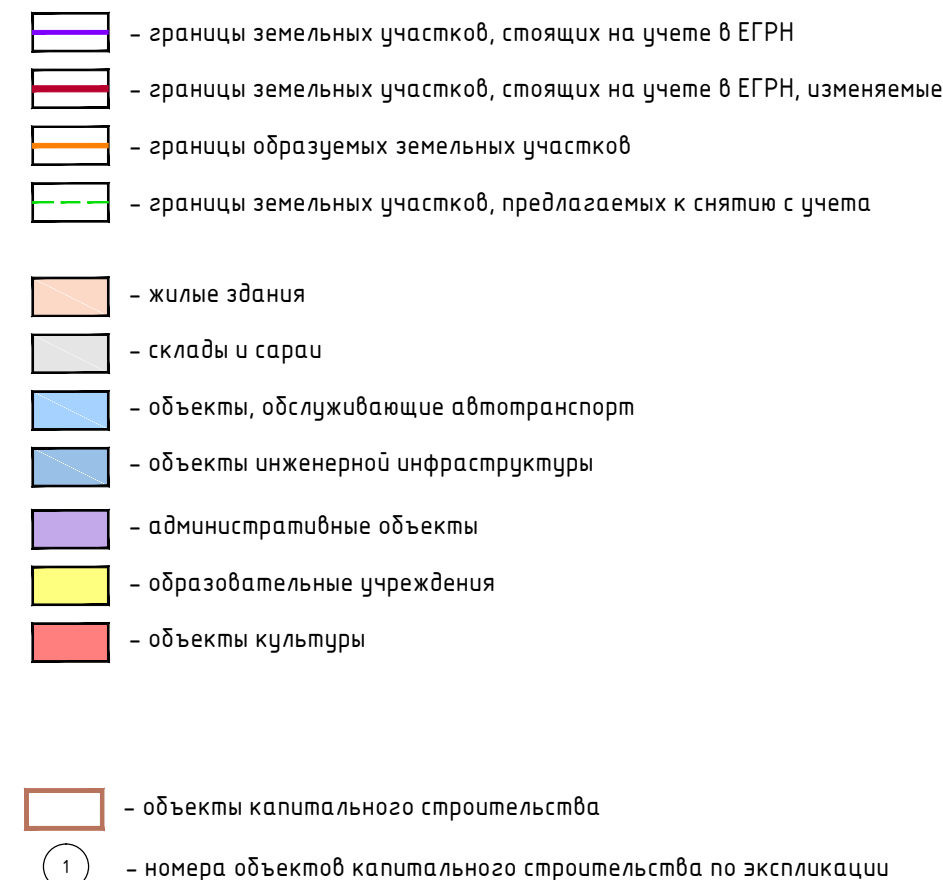 – границы земельных участков, стоящих на учете в ЕГРН
– границы земельных участков, стоящих на учете в ЕГРН, изменяемые
– границы образуемых земельных участков
– границы земельных участков, предлагаемых к снятию с учета
– жилые здания
– склады и сараи
– объекты, обслуживающие автотранспорт
– объекты инженерной инфраструктуры
– административные объекты
– образовательные учреждения
– объекты культуры
– объекты капитального строительства
1 – номера объектов капитального строительства по экспликации